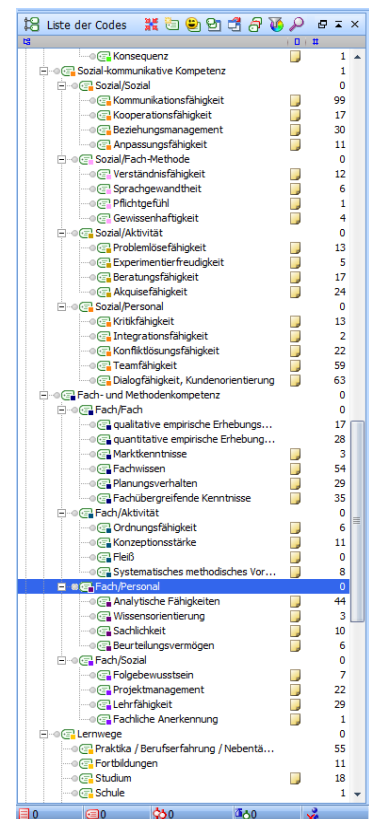 Liste der Codes
Konsequenz 1
Sozial-kommunikative Kompetenz 1
Sozial/Sozial 0
Kommunikationsfähigkeit 99
Kooperationsfähigkeit 17
Beziehungsmanagement 30
Anpassungsfähigkeit 11
Sozial/Fach-Methode 0
Verständnisfähigkeit 12
Sprachgewandtheit 6
Pflichtgefühl 1
Gewissenhaftigkeit 4
Sozial/Aktivität 0
Problemlösefähigkeit 13
Experimentierfreudigkeit 5
Beratungsfähigkeit 17
Akquisefähigkeit 24
Sozial/Personal 0
Kritikfähigkeit 13
Integrationsfähigkeit 2
Konfliktlösungsfähigkeit 22
Teamfähigkeit 59
Dialogfähigkeit, Kundenorientierung 63
Fach- und Methodenkompetenz 0
Fach/Fach 0
qualitative empirische Erhebungs... 17
quantitative empirische Erhebung... 28
Marktkenntnisse 3
Fachwissen 54
Planungsverhalten 29
Fachübergreifende Kenntnisse 35
Fach/Aktivität 0
Ordnungsfähigkeit 6
Konzeptionsstärke 11
Fleiß 0
Systematisches methodisches Vor... 8
Fach/Personal 0
Analytische Fähigkeiten 44
Wissensorientierung 3
Sachlichkeit 10
Beurteilungsvermögen 6
Fach/Sozial 0
Folgebewusstsein 7
Projektmanagement 22
Lehrfähigkeit 29
Fachliche Anerkennung 1
Lernwege 0
Praktika / Berufserfahrung / Nebentä... 55
Fortbildungen 11
Studium 18
Schule 1
0 0 0 0